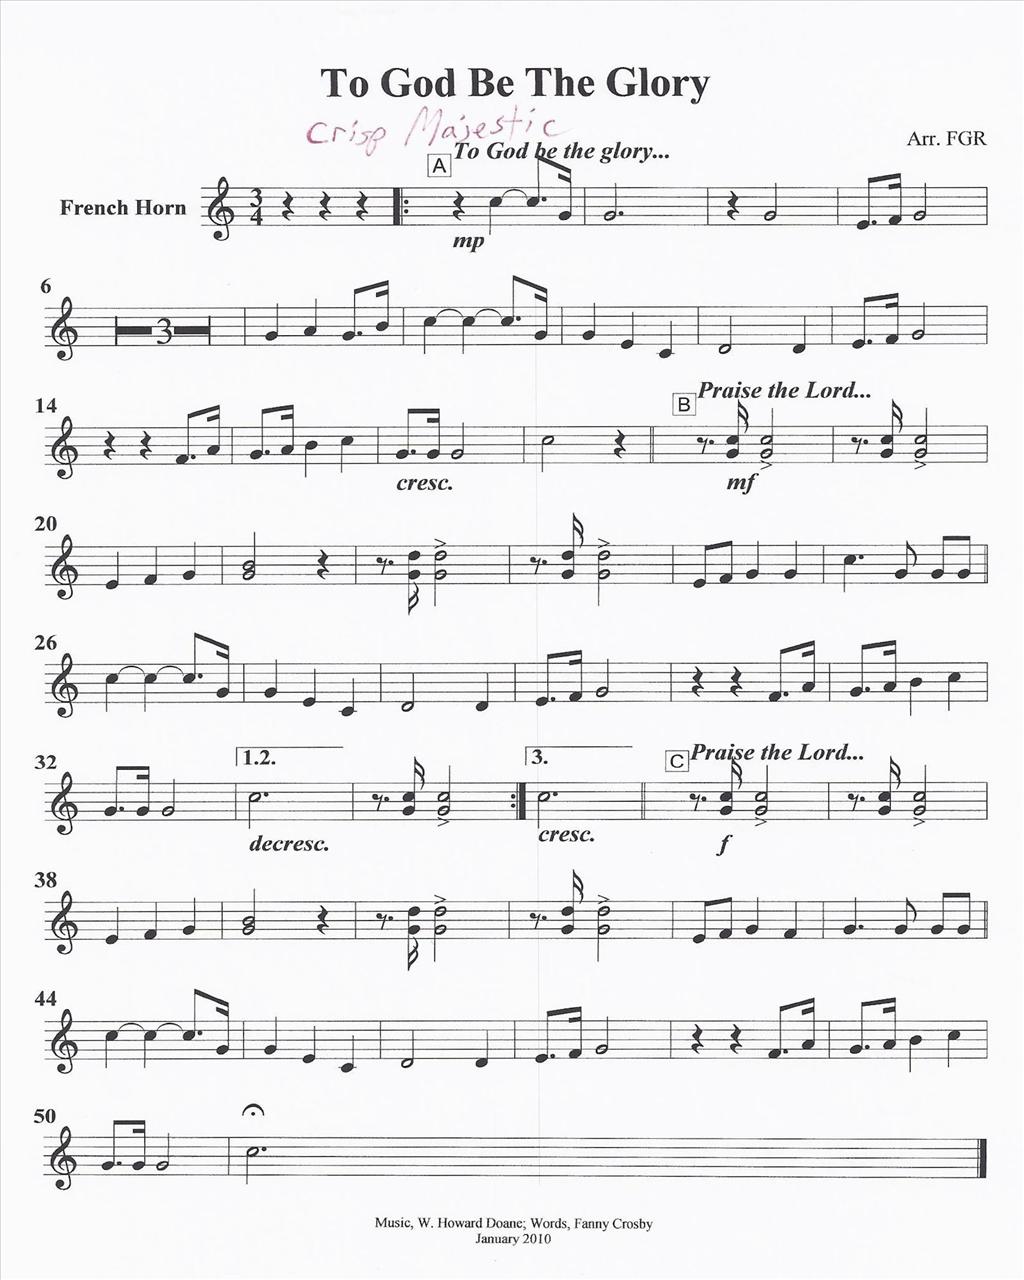 To God Be The Glory
Crisp Majestic
Arr. FGR
A To God be the glory...
French Horn
3
4
mp
6
3
14
B Praise the Lord...
cresc.
mf
20
26
32
1.2.
3.
C Praise the Lord...
decresc.
cresc.
f
38
44
50
Music, W. Howard Doane; Words, Fanny Crosby
January 2010